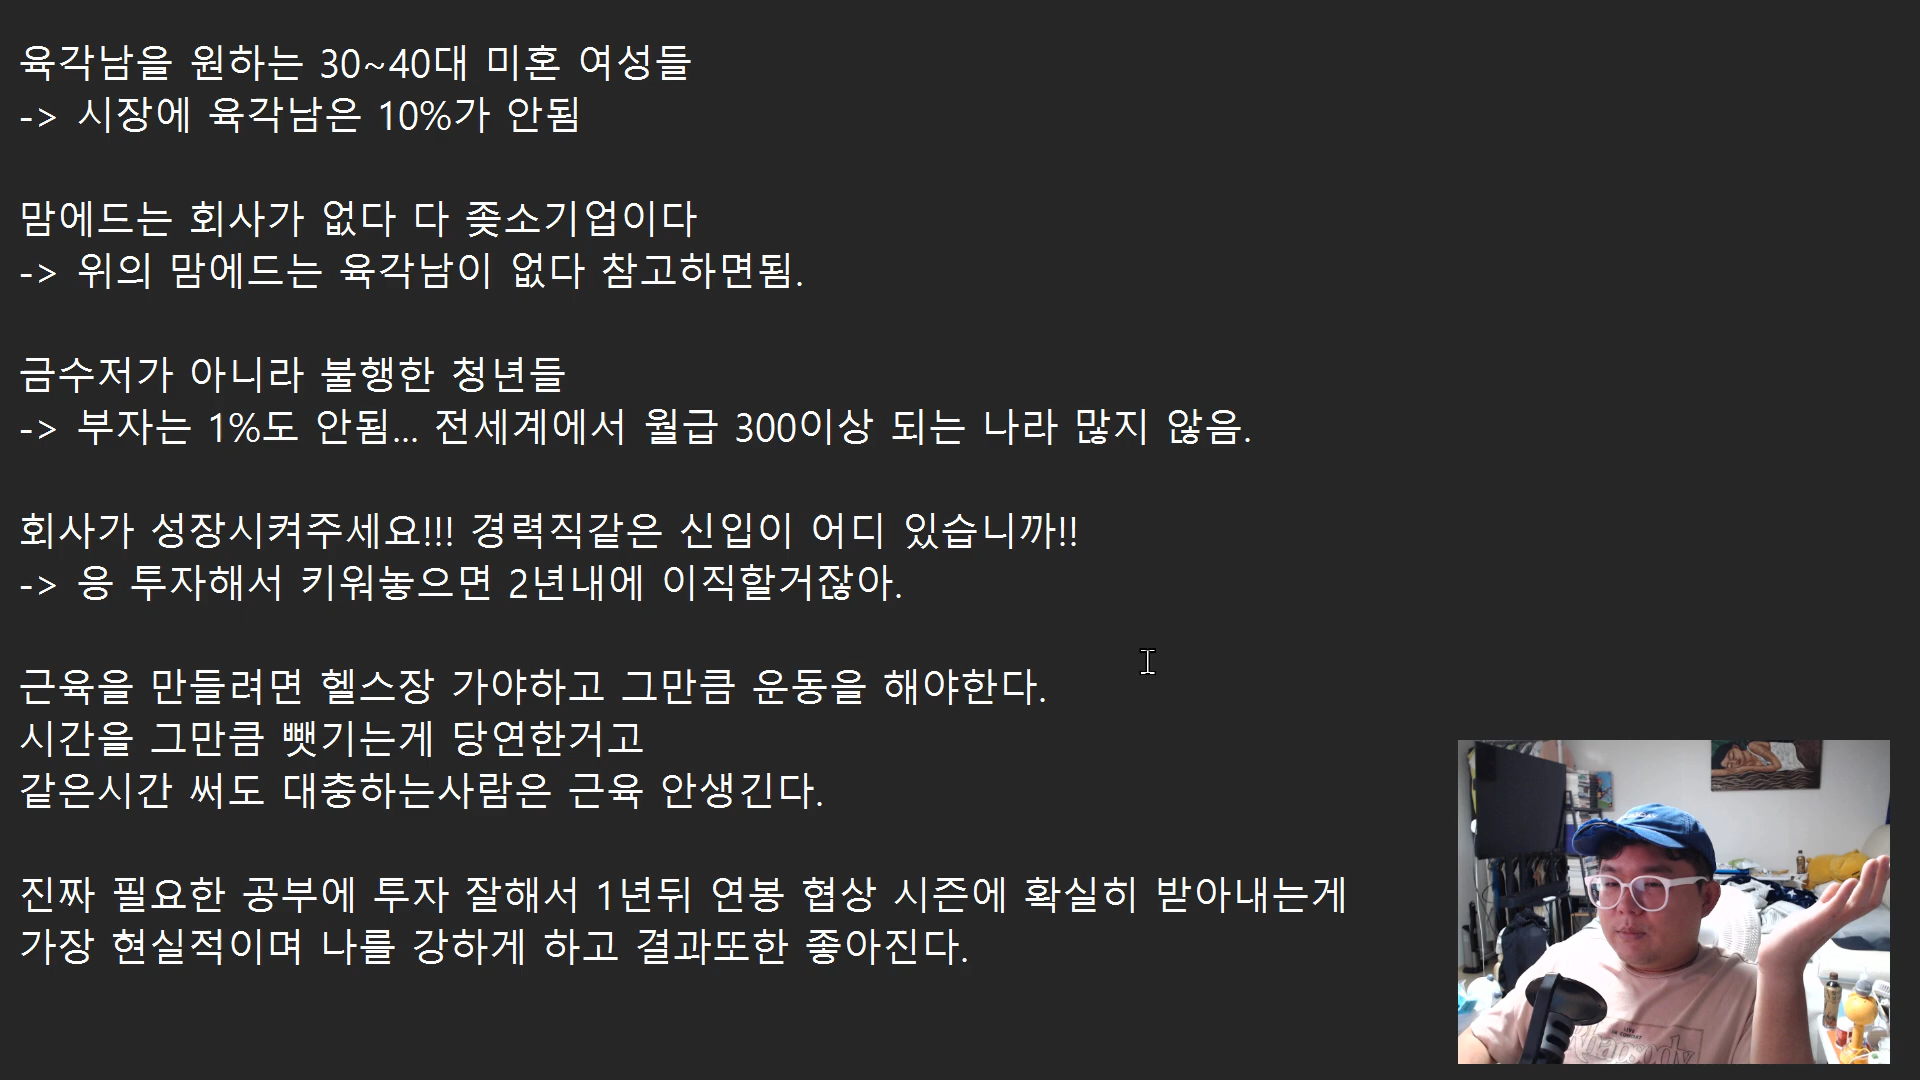 육각남을 원하는 30~40대 미혼 여성들
-> 시장에 육각남은 10%가 안됨
맘에드는 회사가 없다 다 좆소기업이다
-> 위의 맘에드는 육각남이 없다 참고하면됨.
금수저가 아니라 불행한 청년들
-> 부자는 1%도 안됨... 전세계에서 월급 300이상 되는 나라 많지 않음.
회사가 성장시켜주세요!!! 경력직같은 신입이 어디 있습니까!!
-> 응 투자해서 키워놓으면 2년내에 이직할거잖아.
근육을 만들려면 헬스장 가야하고 그만큼 운동을 해야한다.
시간을 그만큼 뺏기는게 당연한거고
같은시간 써도 대충하는사람은 근육 안생긴다.
진짜 필요한 공부에 투자 잘해서 1년뒤 연봉 협상 시즌에 확실히 받아내는게
가장 현실적이며 나를 강하게 하고 결과또한 좋아진다.
LIVE
IN CONCERT
Rhapsody